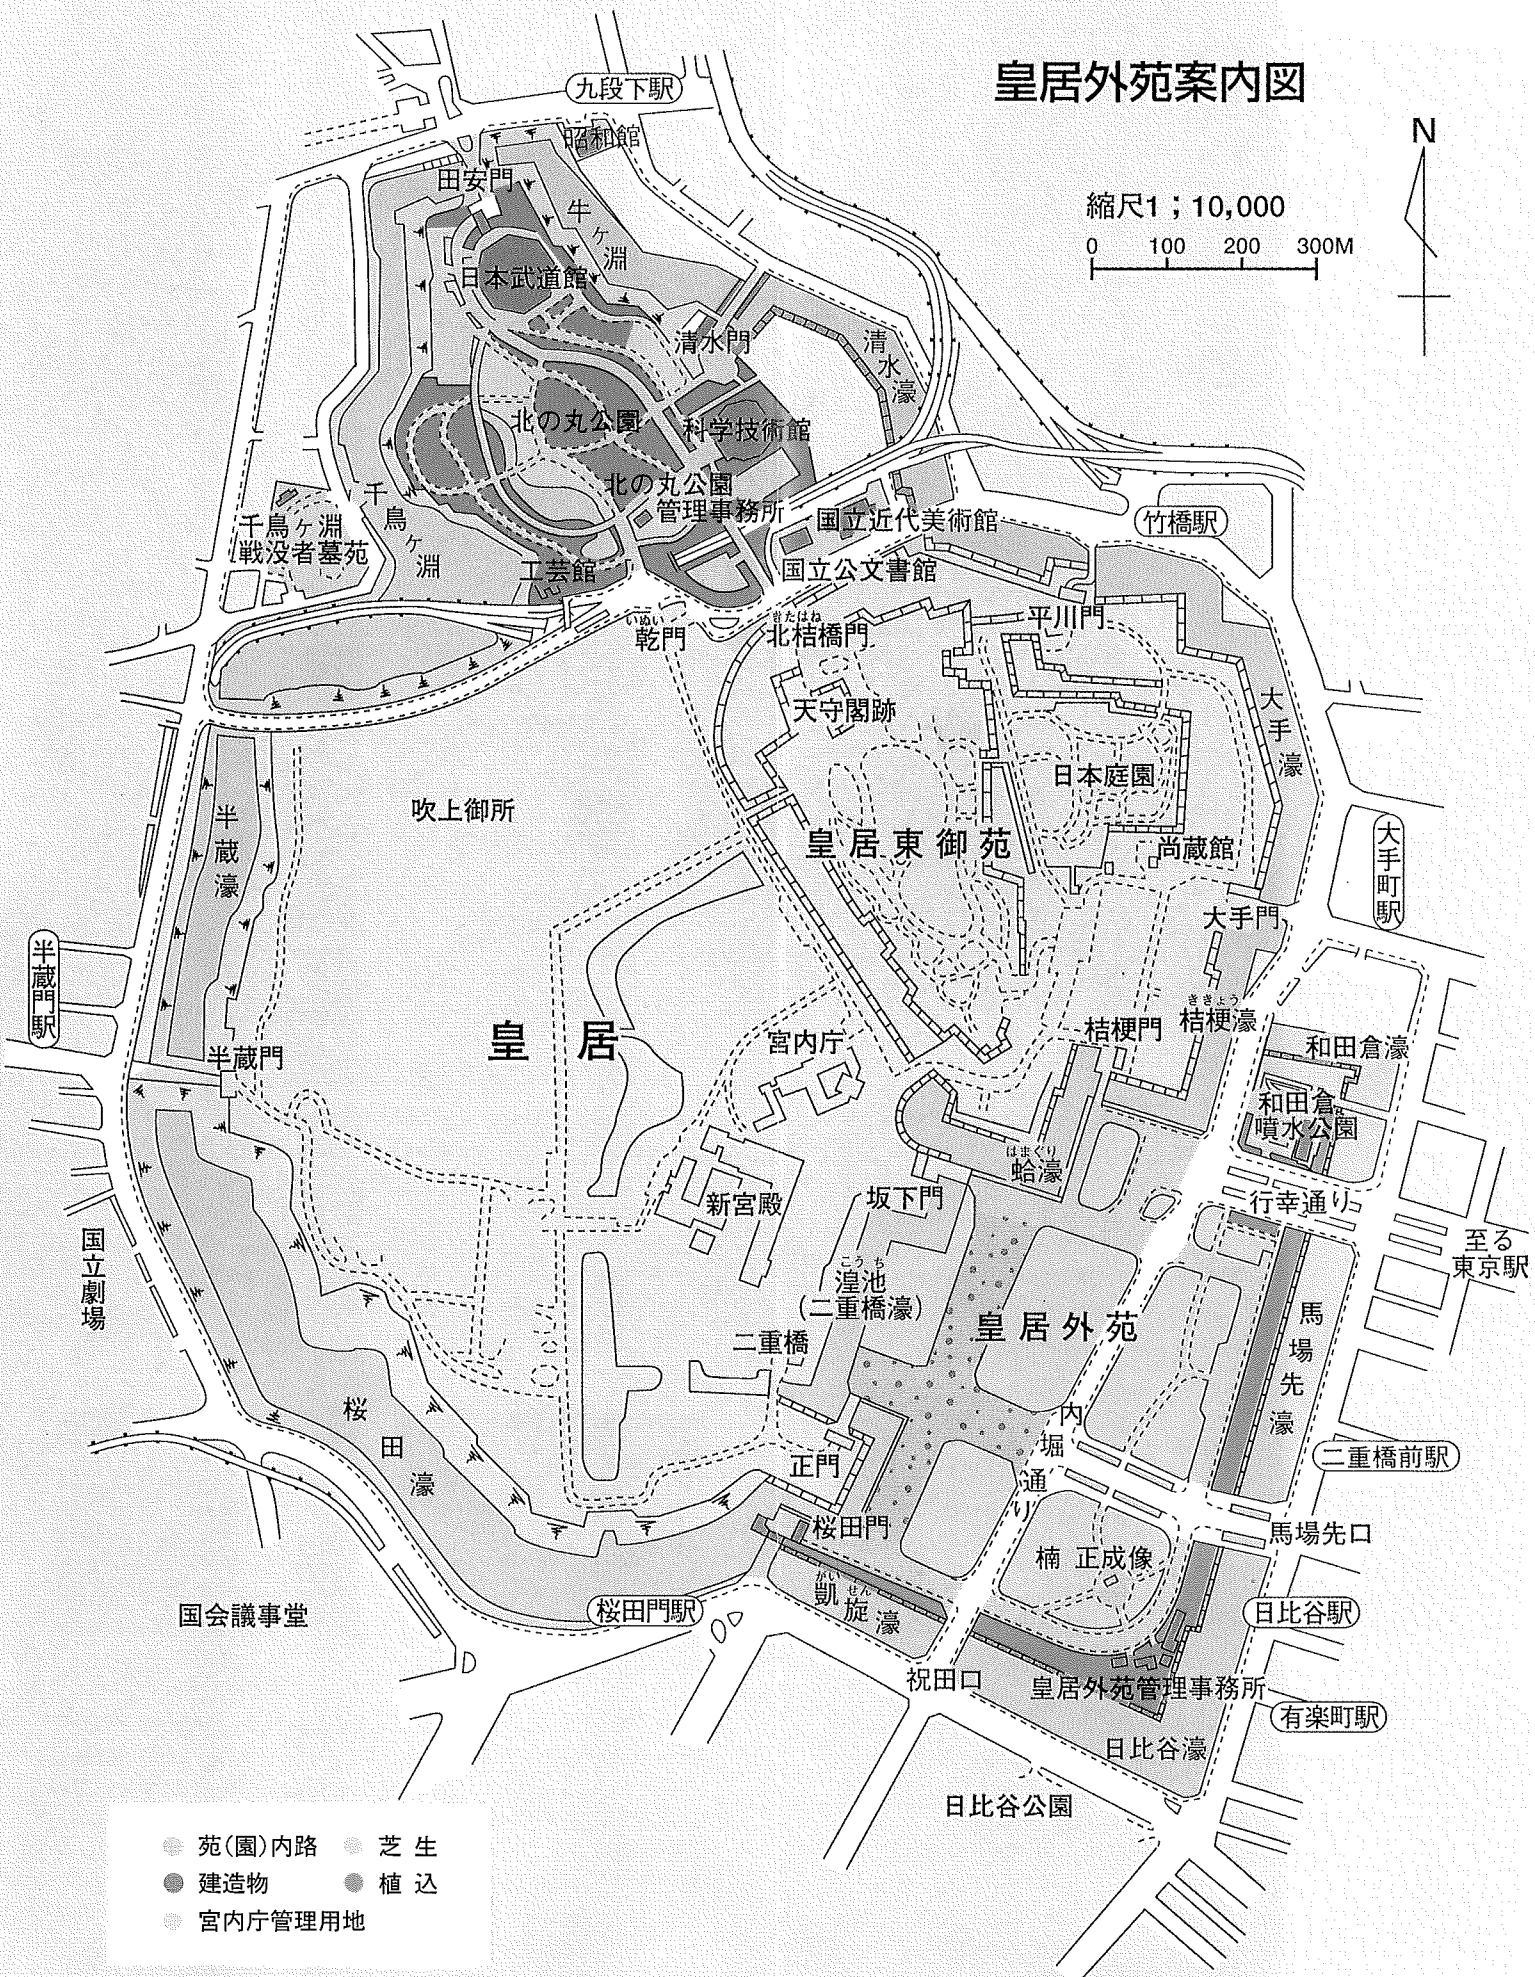 皇居外苑案内図
N
縮尺1；10,000
0 100 200 300M
九段下駅
昭和館
田安門
牛ヶ淵
日本武道館
清水門
清水濠
北の丸公園
科学技術館
北の丸公園
管理事務所
千鳥ヶ淵
千鳥ヶ淵
戦没者墓苑
国立近代美術館
竹橋駅
工芸館
国立公文書館
いぬい
乾門
きたはね
北桔橋門
平川門
天守閣跡
大手濠
日本庭園
吹上御所
半蔵濠
皇居東御苑
尚蔵館
大手町駅
大手門
半蔵門駅
ききょう
桔梗濠
桔梗門
皇居
宮内庁
和田倉濠
半蔵門
和田倉
噴水公園
はまぐり
蛤濠
新宮殿
坂下門
行幸通り
国立劇場
至る
東京駅
こうち
湟池
(二重橋濠)
皇居外苑
馬場先濠
二重橋
桜田濠
内堀通り
二重橋前駅
正門
桜田門
馬場先口
楠 正成像
がいせん
凱旋濠
国会議事堂
桜田門駅
日比谷駅
祝田口
皇居外苑管理事務所
有楽町駅
日比谷濠
日比谷公園
苑(園)内路
芝生
建造物
植込
宮内庁管理用地